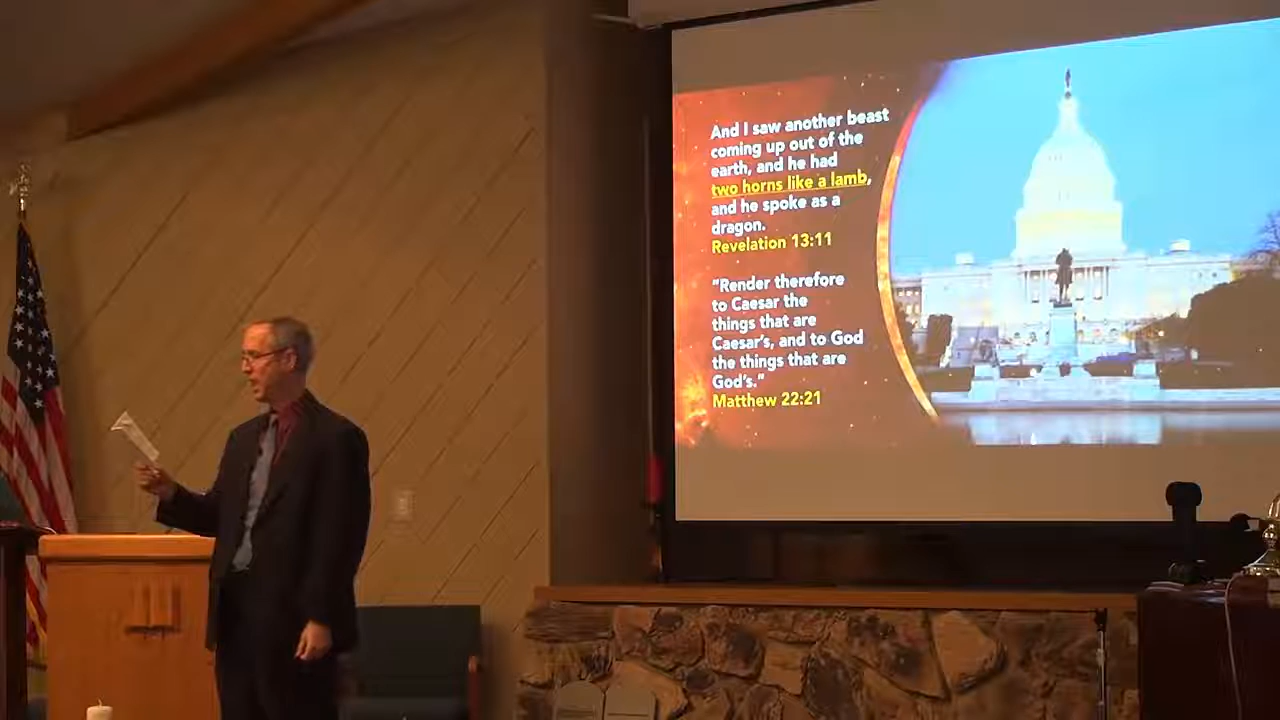 And I saw another beast
coming up out of the
earth, and he had
two horns like a lamb,
and he spoke as a
dragon.
Revelation 13:11
"Render therefore
to Caesar the
things that are
Caesar's, and to God
the things that are
God's."
Matthew 22:21